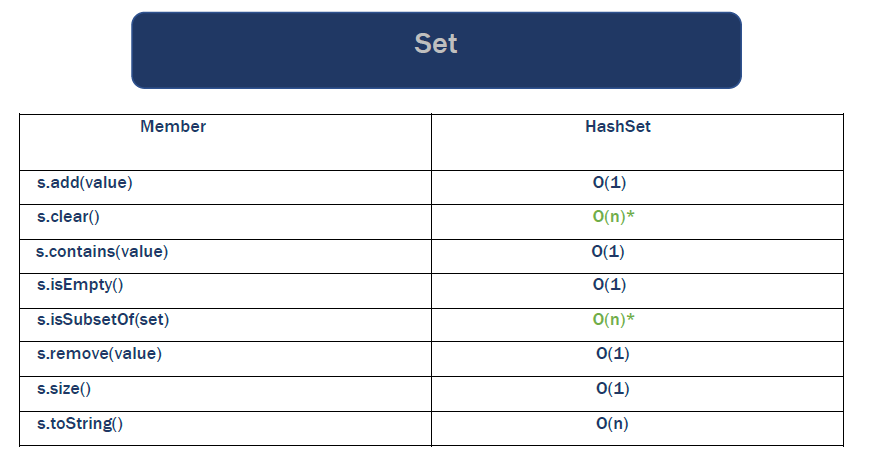 Set
Member HashSet
s.add(value) O(1)
s.clear() O(n)*
s.contains(value) O(1)
s.isEmpty() O(1)
s.isSubsetOf(set) O(n)*
s.remove(value) O(1)
s.size() O(1)
s.toString() O(n)